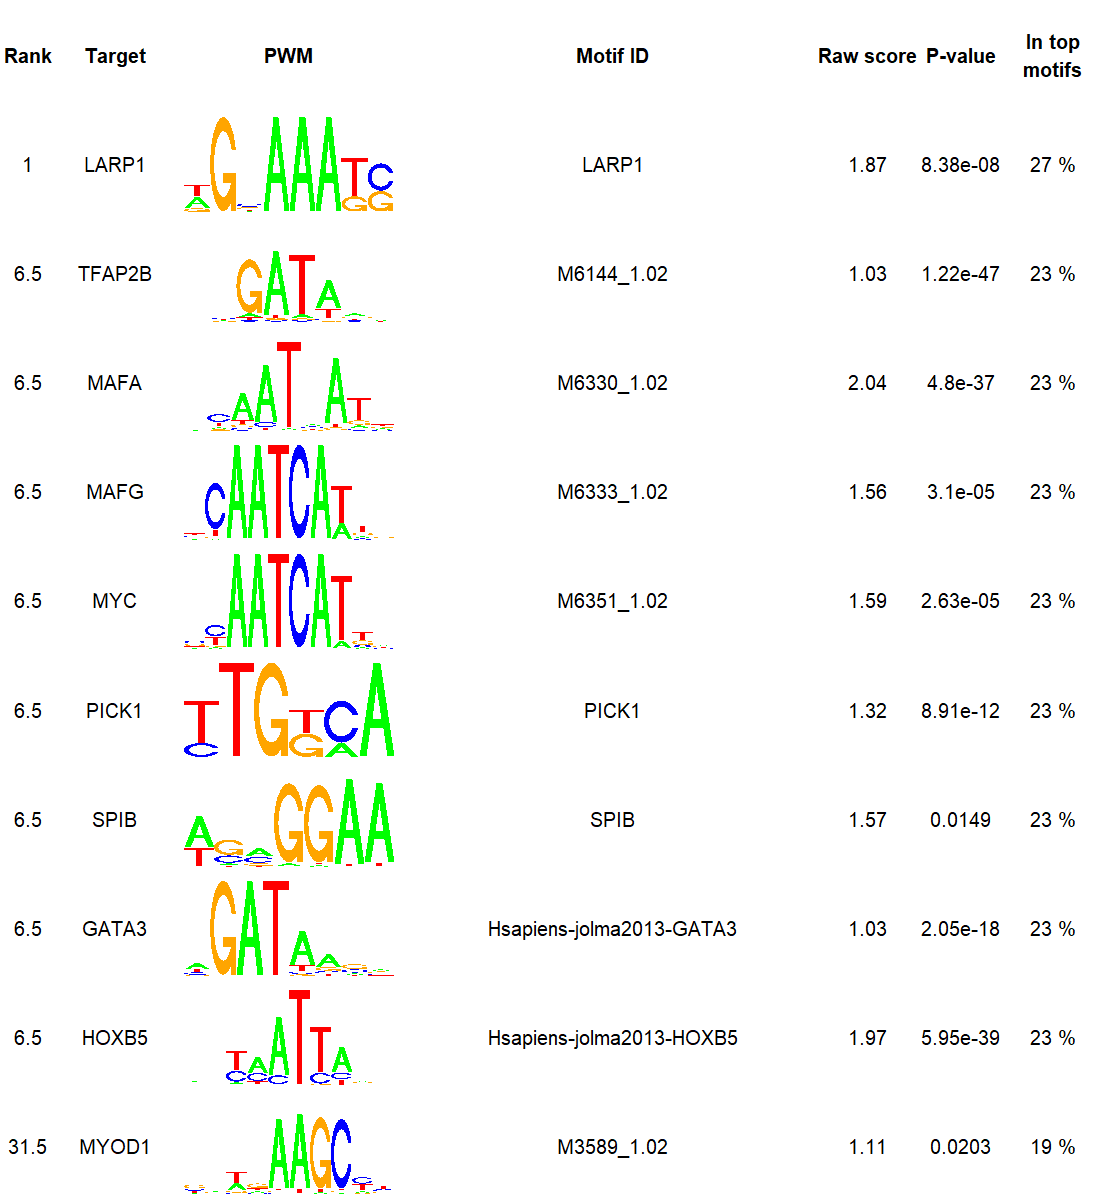 Rank Target PWM Motif ID Raw score P-value In top motifs
1 LARP1 LARP1 1.87 8.38e-08 27 %
6.5 TFAP2B M6144_1.02 1.03 1.22e-47 23 %
6.5 MAFA M6330_1.02 2.04 4.8e-37 23 %
6.5 MAFG M6333_1.02 1.56 3.1e-05 23 %
6.5 MYC M6351_1.02 1.59 2.63e-05 23 %
6.5 PICK1 PICK1 1.32 8.91e-12 23 %
6.5 SPIB SPIB 1.57 0.0149 23 %
6.5 GATA3 Hsapiens-jolma2013-GATA3 1.03 2.05e-18 23 %
6.5 HOXB5 Hsapiens-jolma2013-HOXB5 1.97 5.95e-39 23 %
31.5 MYOD1 M3589_1.02 1.11 0.0203 19 %